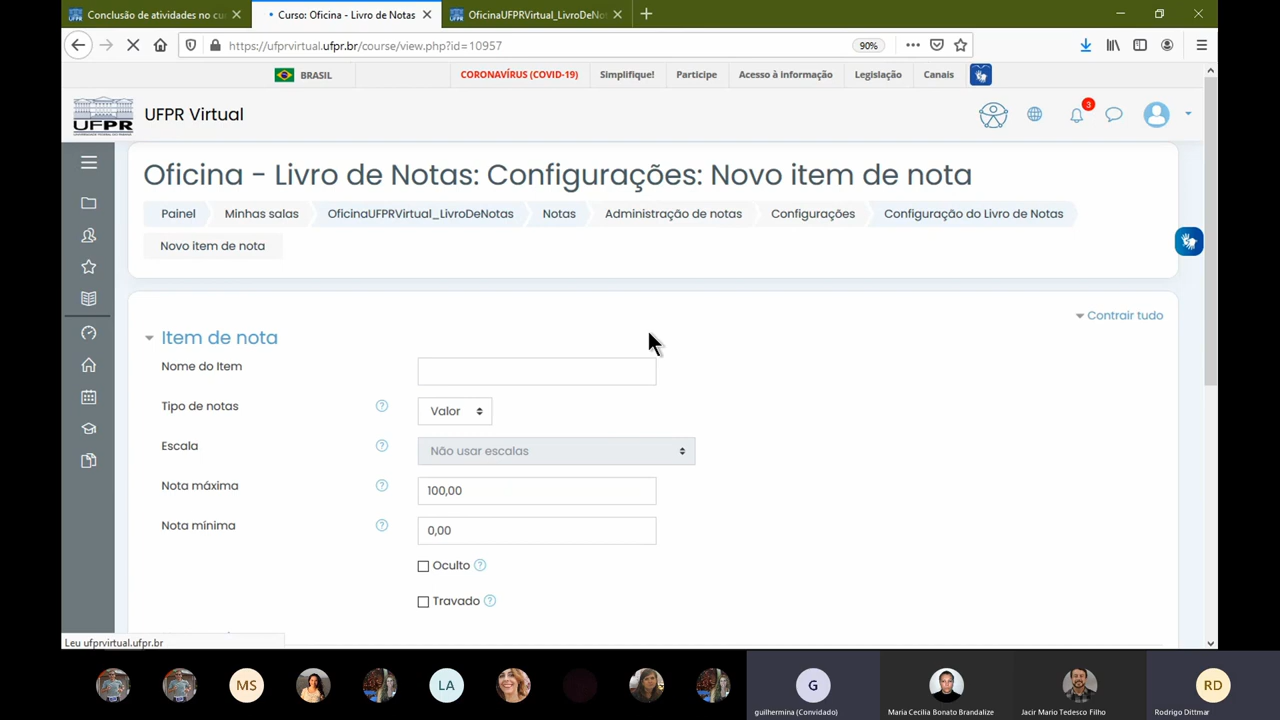 Conclusão de atividades no cu
Curso: Oficina - Livro de Notas
OficinaUFPRVirtual_LivroDeNot
https://ufprvirtual.ufpr.br/course/view.php?id=10957
90%
BRASIL
CORONAVÍRUS (COVID-19)
Simplifique!
Participe
Acesso à informação
Legislação
Canais
UFPR
UFPR Virtual
3
Oficina - Livro de Notas: Configurações: Novo item de nota
Painel
Minhas salas
OficinaUFPRVirtual_LivroDeNotas
Notas
Administração de notas
Configurações
Configuração do Livro de Notas
Novo item de nota
Contrair tudo
Item de nota
Nome do Item
Tipo de notas
Valor
Escala
Não usar escalas
Nota máxima
100,00
Nota mínima
0,00
Oculto
Travado
Leu ufprvirtual.ufpr.br
MS
LA
G
RD
guilhermina (Convidado)
Maria Cecilia Bonato Brandalize
Jacir Mario Tedesco Filho
Rodrigo Dittmar